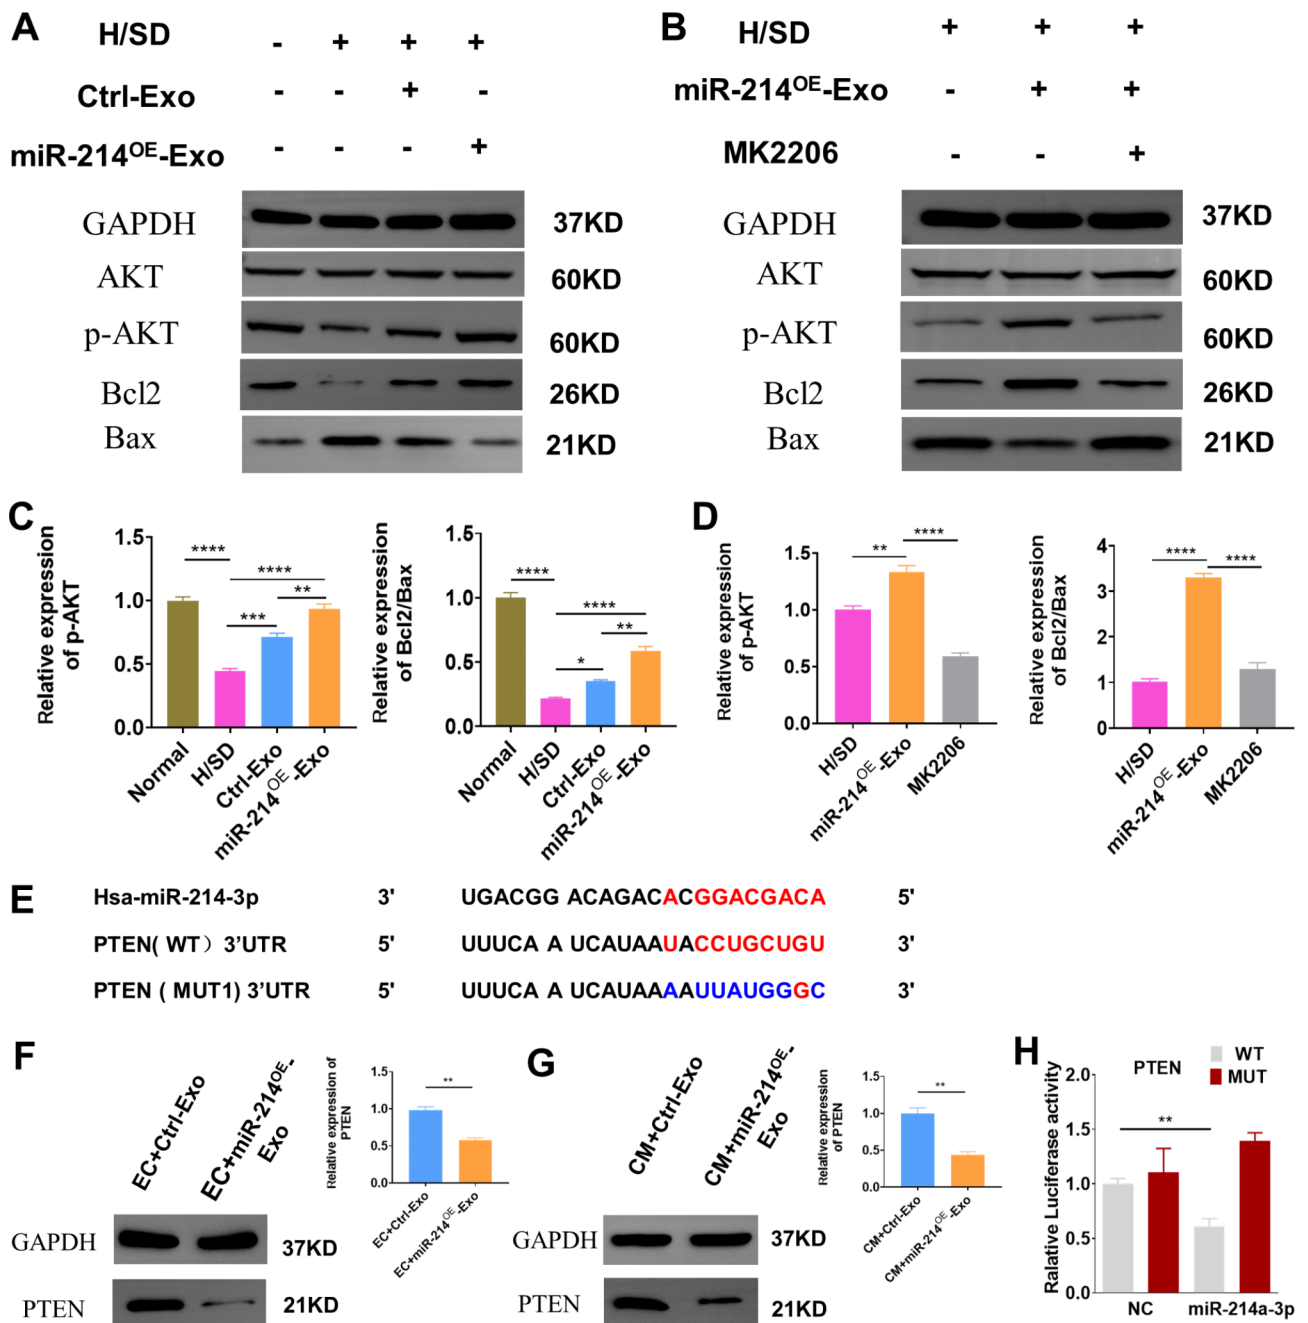 A
H/SD - + + +
Ctrl-Exo - - + -
miR-214OE-Exo - - - +
GAPDH 37KD
AKT 60KD
p-AKT 60KD
Bcl2 26KD
Bax 21KD
B
H/SD + + +
miR-214OE-Exo - + +
MK2206 - - +
GAPDH 37KD
AKT 60KD
p-AKT 60KD
Bcl2 26KD
Bax 21KD
C
Relative expression
of p-AKT
1.5
1.0
0.5
0.0
****
****
***
**
Normal
H/SD
Ctrl-Exo
miR-214OE-Exo
Relative expression
of Bcl2/Bax
1.5
1.0
0.5
0.0
****
****
**
*
Normal
H/SD
Ctrl-Exo
miR-214OE-Exo
D
Relative expression
of p-AKT
1.5
1.0
0.5
0.0
**
****
H/SD
miR-214OE-Exo
MK2206
Relative expression
of Bcl2/Bax
4
3
2
1
0
****
****
H/SD
miR-214OE-Exo
MK2206
E
Hsa-miR-214-3p 3' UGACGG ACAGACACGGACGACA 5'
PTEN( WT） 3'UTR 5' UUUCA A UCAUAAUACCUGCUGU 3'
PTEN ( MUT1) 3'UTR 5' UUUCA A UCAUAAAAUUAUGGGC 3'
F
EC+Ctrl-Exo
EC+miR-214OE-
Exo
GAPDH 37KD
PTEN 21KD
Relative expression of
PTEN
1.5
1.0
0.5
0.0
**
EC+Ctrl-Exo
EC+miR-214OE-Exo
G
CM+Ctrl-Exo
CM+miR-214OE-
Exo
GAPDH 37KD
PTEN 21KD
Relative expression
of PTEN
1.5
1.0
0.5
0.0
**
CM+Ctrl-Exo
CM+miR-214OE-Exo
H
PTEN
WT
MUT
Ralative Luciferase activity
2.0
1.5
1.0
0.5
0.0
**
NC
miR-214a-3p